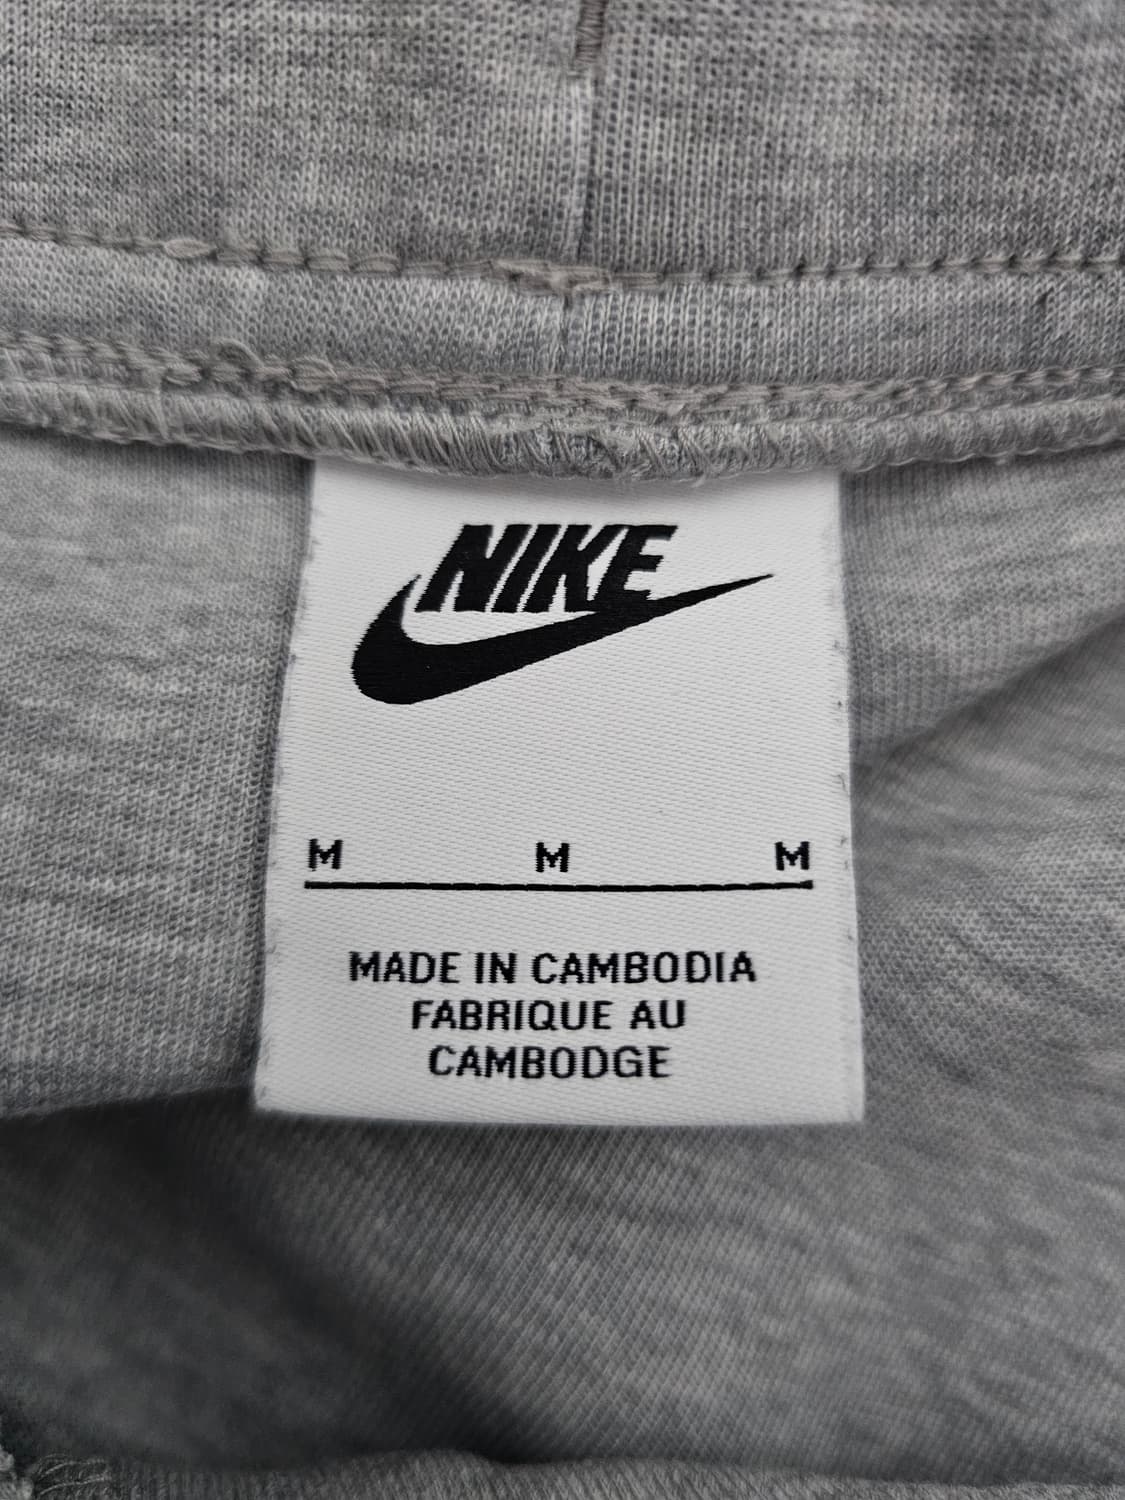 NIKE
M M M
MADE IN CAMBODIA
FABRIQUE AU
CAMBODGE